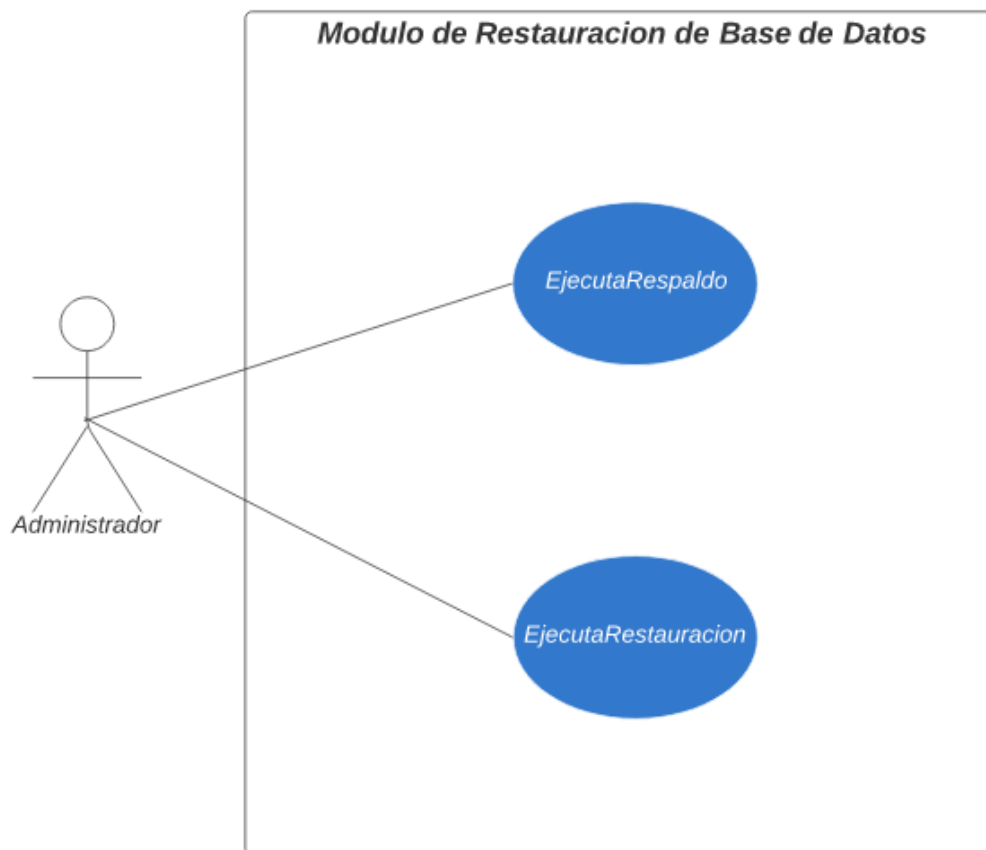 Modulo de Restauracion de Base de Datos
EjecutaRespaldo
Administrador
EjecutaRestauracion